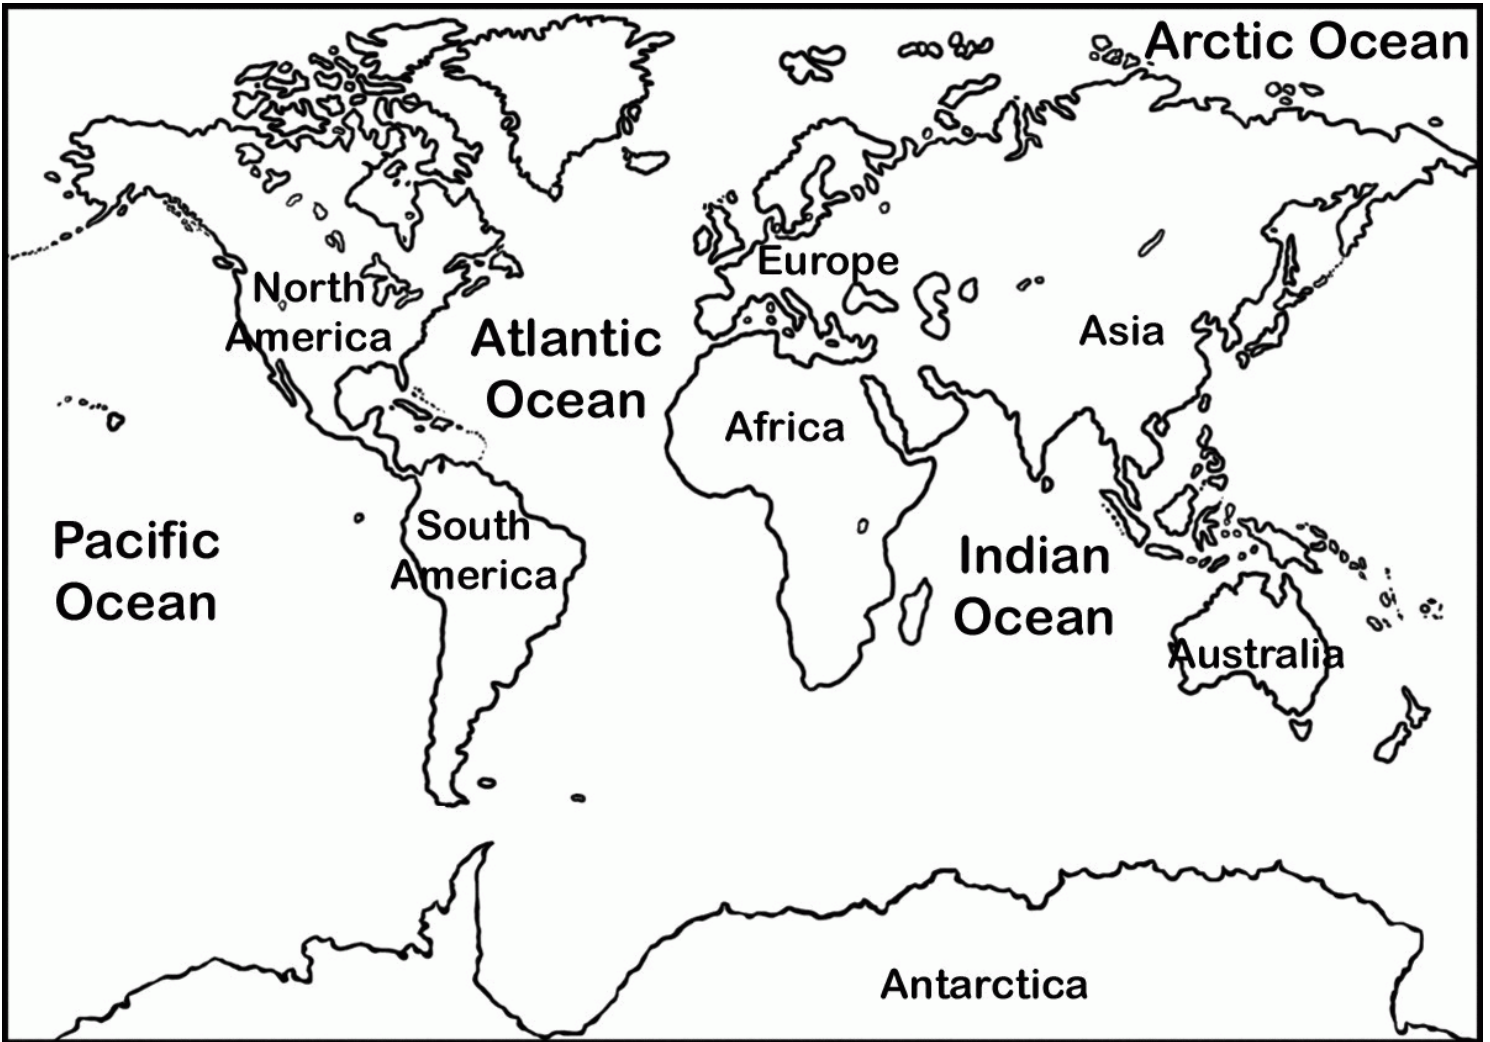 Arctic Ocean
Europe
North
America
Atlantic
Ocean
Asia
Africa
South
America
Pacific
Ocean
Indian
Ocean
Australia
Antarctica